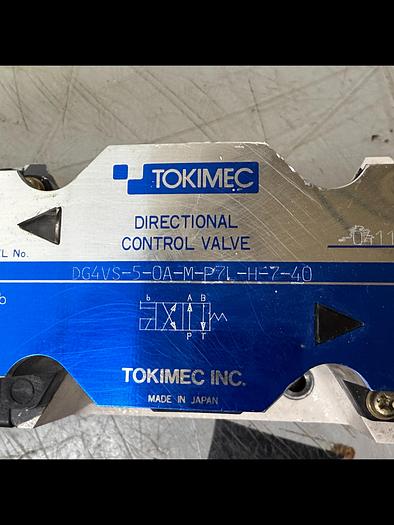 TOKIMEC
DIRECTIONAL
CONTROL VALVE
L No.
DG4VS-5-0A-M-P7L-H-7-40
b A B
P T
TOKIMEC INC.
MADE IN JAPAN